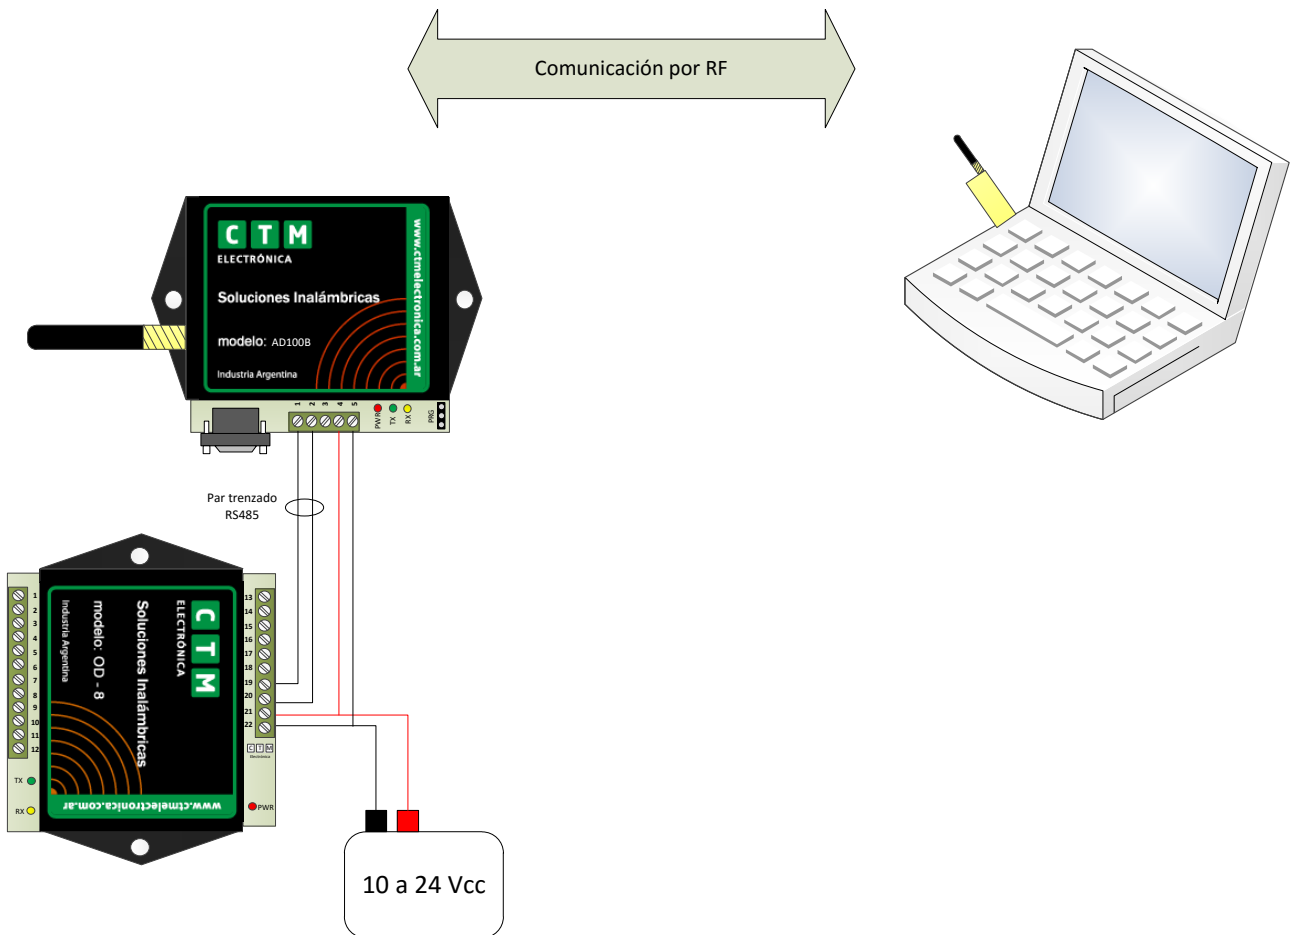 Comunicación por RF
C T M
ELECTRÓNICA
Soluciones Inalámbricas
modelo: AD100B
Industria Argentina
www.ctmelectronica.com.ar
1 2 3 4 5
PWR TX RX PRG
Par trenzado
RS485
1
2
3
4
5
6
7
8
9
10
11
12
TX
RX
C T M
ELECTRÓNICA
Soluciones Inalámbricas
modelo: OD - 8
Industria Argentina
www.ctmelectronica.com.ar
13
14
15
16
17
18
19
20
21
22
C T M
Electrónica
PWR
10 a 24 Vcc